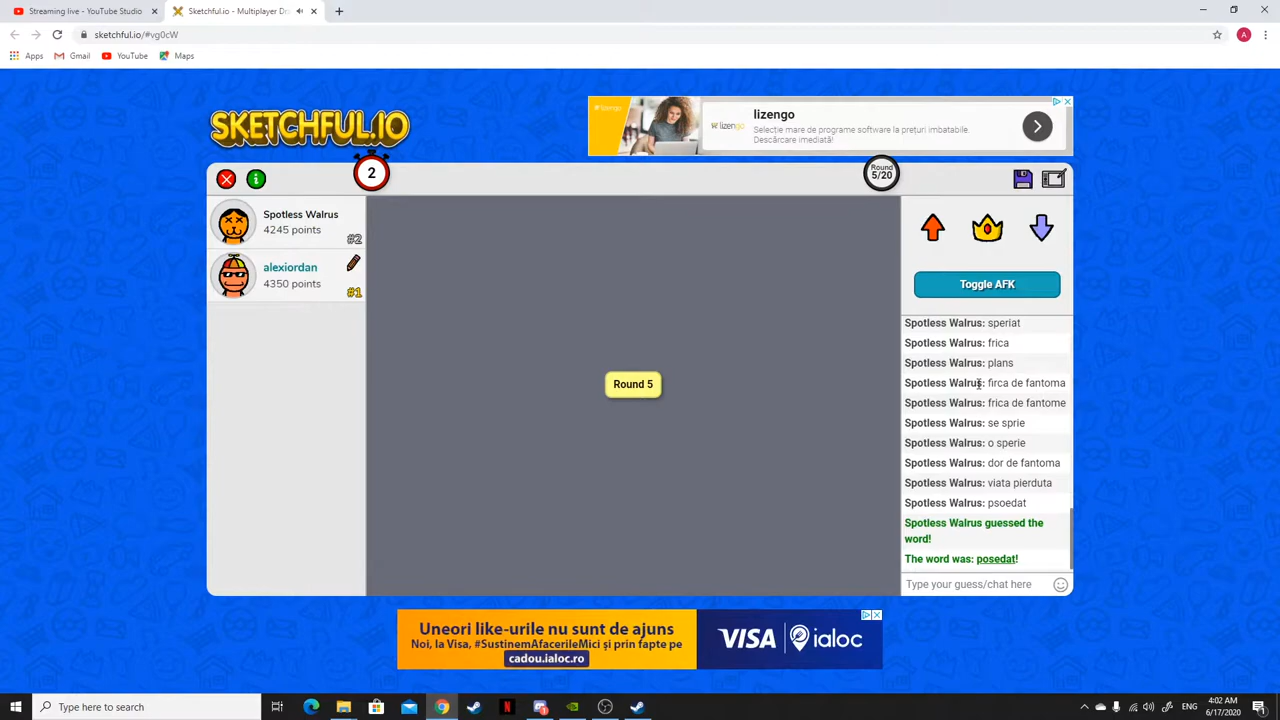 Streaming live - YouTube Studio
Sketchful.io - Multiplayer Dr
sketchful.io/#vg0cW
Apps
Gmail
YouTube
Maps
A
SKETCHFUL.IO
lizengo
lizengo
lizengo
Selecție mare de programe software la prețuri imbatabile.
Descărcare imediată!
2
Round
5/20
Spotless Walrus
4245 points
#2
alexiordan
4350 points
#1
Round 5
Toggle AFK
Spotless Walrus: speriat
Spotless Walrus: frica
Spotless Walrus: plans
Spotless Walrus: firca de fantoma
Spotless Walrus: frica de fantome
Spotless Walrus: se sprie
Spotless Walrus: o sperie
Spotless Walrus: dor de fantoma
Spotless Walrus: viata pierduta
Spotless Walrus: psoedat
Spotless Walrus guessed the
word!
The word was: posedat!
Type your guess/chat here
Uneori like-urile nu sunt de ajuns
Noi, la Visa, #SustinemAfacerileMici și prin fapte pe
cadou.ialoc.ro
VISA
ialoc
Type here to search
4:02 AM
6/17/2020